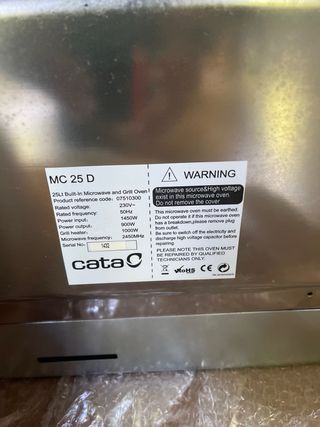 MC 25 D
25Lt Built-In Microwave and Grill Oven
Product reference code: 07510300
Rated voltage: 230V~
Rated frequency: 50Hz
Power input: 1450W
Power output: 900W
Grill heater: 1000W
Microwave frequency: 2450MHz
Serial No: 1402
cata
WARNING
Microwave source&High voltage
exist in this microwave oven.
Do not remove the cover
This microwave oven must be earthed.
Do not operate it if this microwave oven
has a breakdown,please remove plug
from outlet.
Be sure to switch off the electricity and
discharge high voltage capacitor before
repairing
PLEASE NOTE THIS OVEN MUST
BE REPAIRED BY QUALIFIED
TECHNICIANS ONLY.
RoHS CE